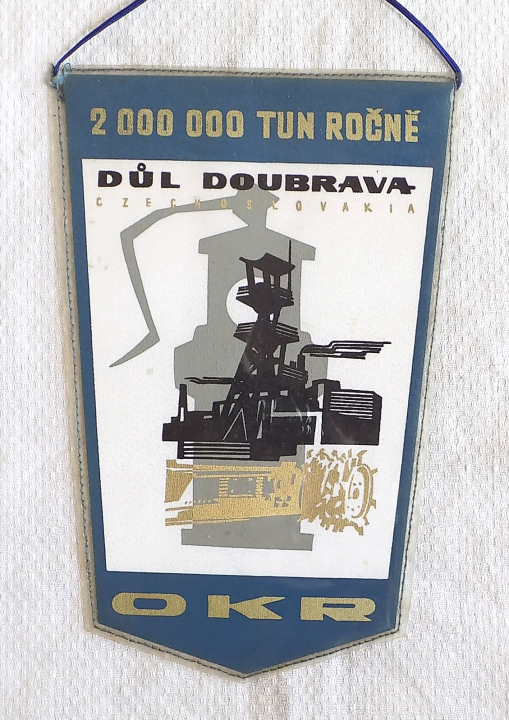 2 000 000 TUN ROČNĚ
DŮL DOUBRAVA
CZECHOSLOVAKIA
OKR